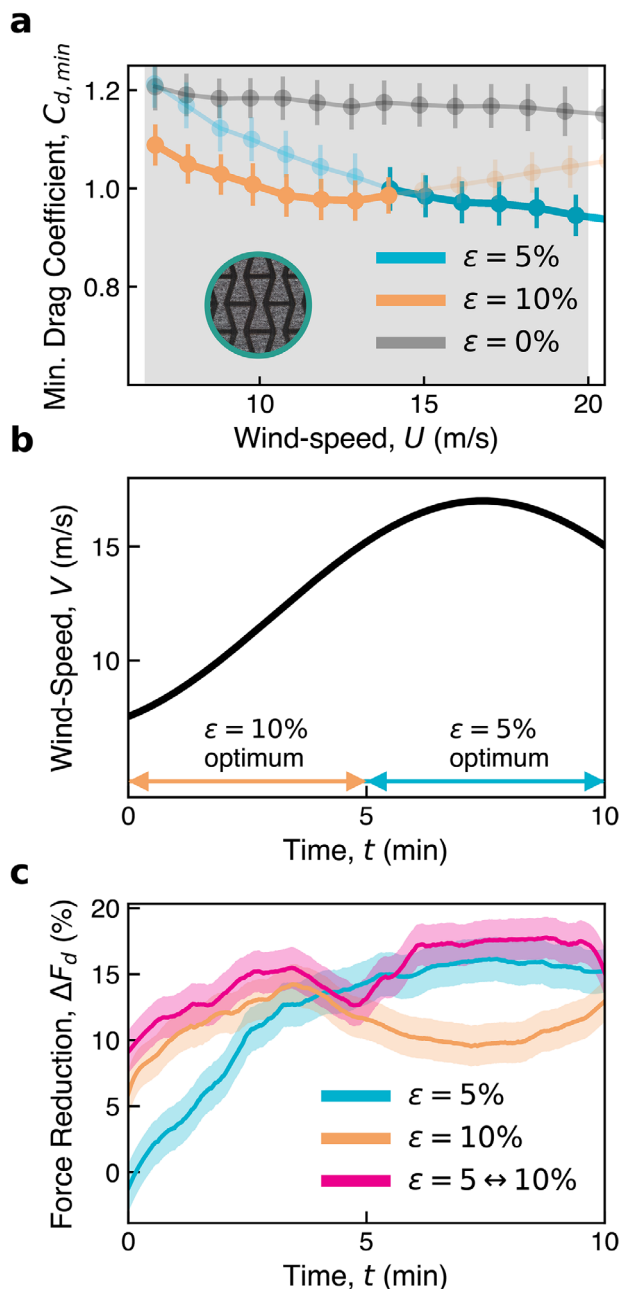 a
Min. Drag Coefficient, C_{d,min}
1.2
1.0
0.8
ε = 5%
ε = 10%
ε = 0%
10
15
20
Wind-speed, U (m/s)
b
Wind-Speed, V (m/s)
15
10
ε = 10%
optimum
ε = 5%
optimum
0
5
10
Time, t (min)
c
Force Reduction, ΔF_d (%)
20
15
10
5
0
ε = 5%
ε = 10%
ε = 5 ↔ 10%
0
5
10
Time, t (min)